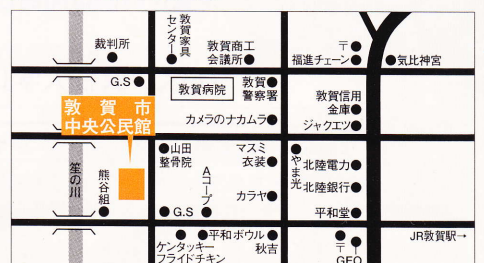 裁判所
敦賀家具
センター
敦賀商工
会議所
〒
福進チェーン
気比神宮
G.S
敦賀病院
敦賀
警察署
敦賀信用
金庫
ジャクエツ
敦賀市
中央公民館
カメラのナカムラ
笙の川
熊谷組
山田
整骨院
Aコープ
マスミ
衣装
やま光
北陸電力
北陸銀行
カラヤ
G.S
平和堂
平和ボウル
秋吉
ケンタッキー
フライドチキン
〒
GEO
JR敦賀駅→